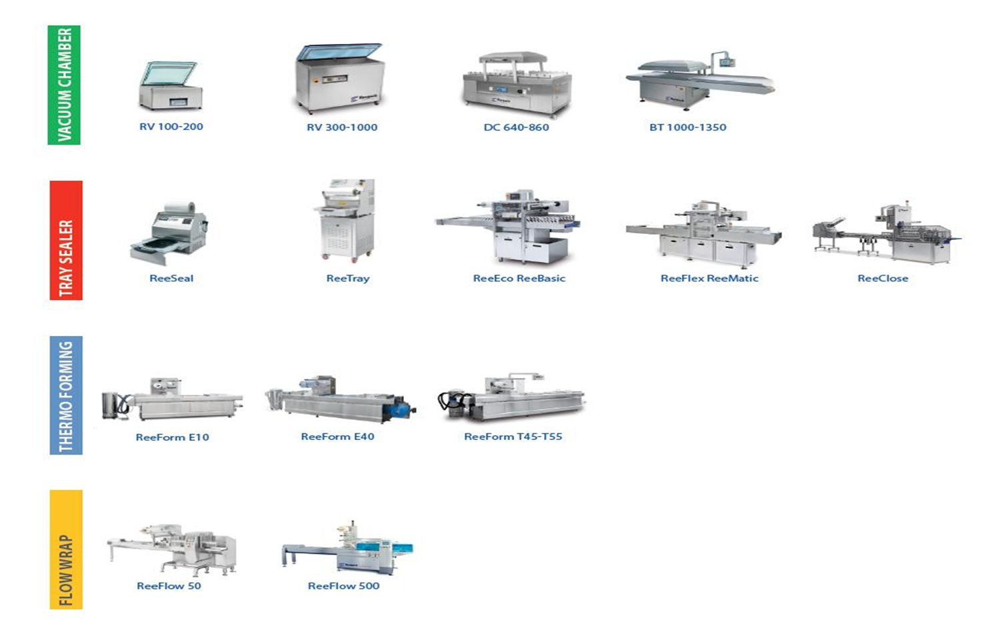 VACUUM CHAMBER
RV 100-200
RV 300-1000
DC 640-860
BT 1000-1350
TRAY SEALER
ReeSeal
ReeTray
ReeEco ReeBasic
ReeFlex ReeMatic
ReeClose
THERMO FORMING
ReeForm E10
ReeForm E40
ReeForm T45-T55
FLOW WRAP
ReeFlow 50
ReeFlow 500